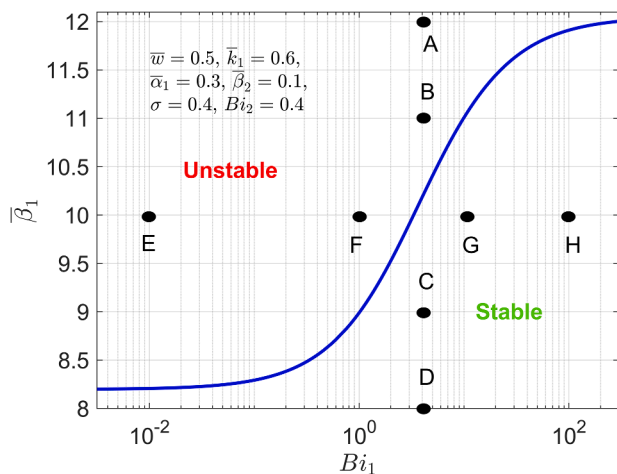 12
11.5
11
10.5
10
9.5
9
8.5
8
β̅₁
w̅ = 0.5, k̅₁ = 0.6,
α̅₁ = 0.3, β̅₂ = 0.1,
σ = 0.4, Bi₂ = 0.4
Unstable
Stable
A
B
C
D
E
F
G
H
10⁻² 10⁰ 10²
Bi₁